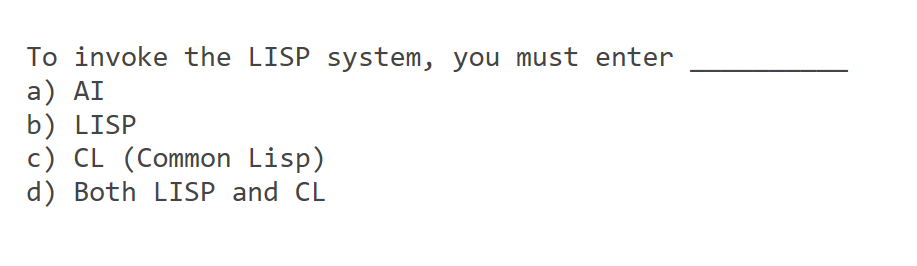 To invoke the LISP system, you must enter __________
a) AI
b) LISP
c) CL (Common Lisp)
d) Both LISP and CL